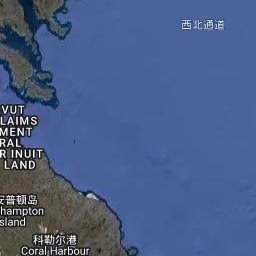 西北通道
VUT
LAIMS
MENT
RAL
R INUIT
LAND
安普顿岛
hampton
sland
科勒尔港
Coral Harbour